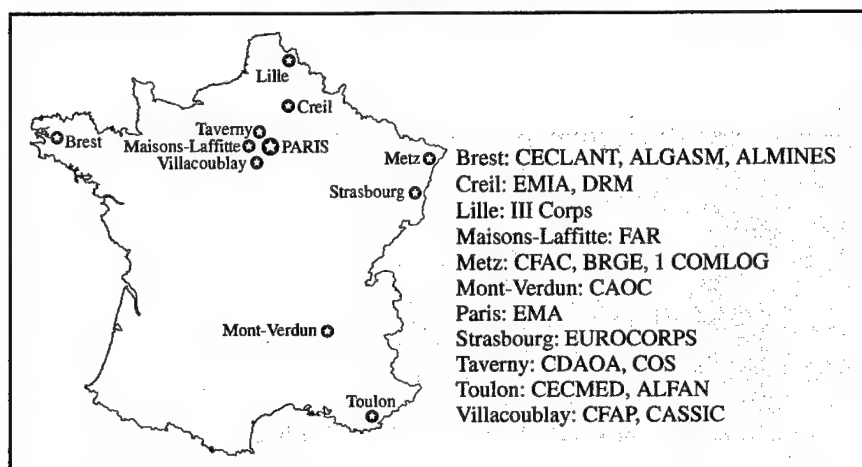 Lille
Creil
Taverny
Brest
Maisons-Laffitte
PARIS
Villacoublay
Metz
Strasbourg
Mont-Verdun
Toulon
Brest: CECLANT, ALGASM, ALMINES
Creil: EMIA, DRM
Lille: III Corps
Maisons-Laffitte: FAR
Metz: CFAC, BRGE, 1 COMLOG
Mont-Verdun: CAOC
Paris: EMA
Strasbourg: EUROCORPS
Taverny: CDAOA, COS
Toulon: CECMED, ALFAN
Villacoublay: CFAP, CASSIC